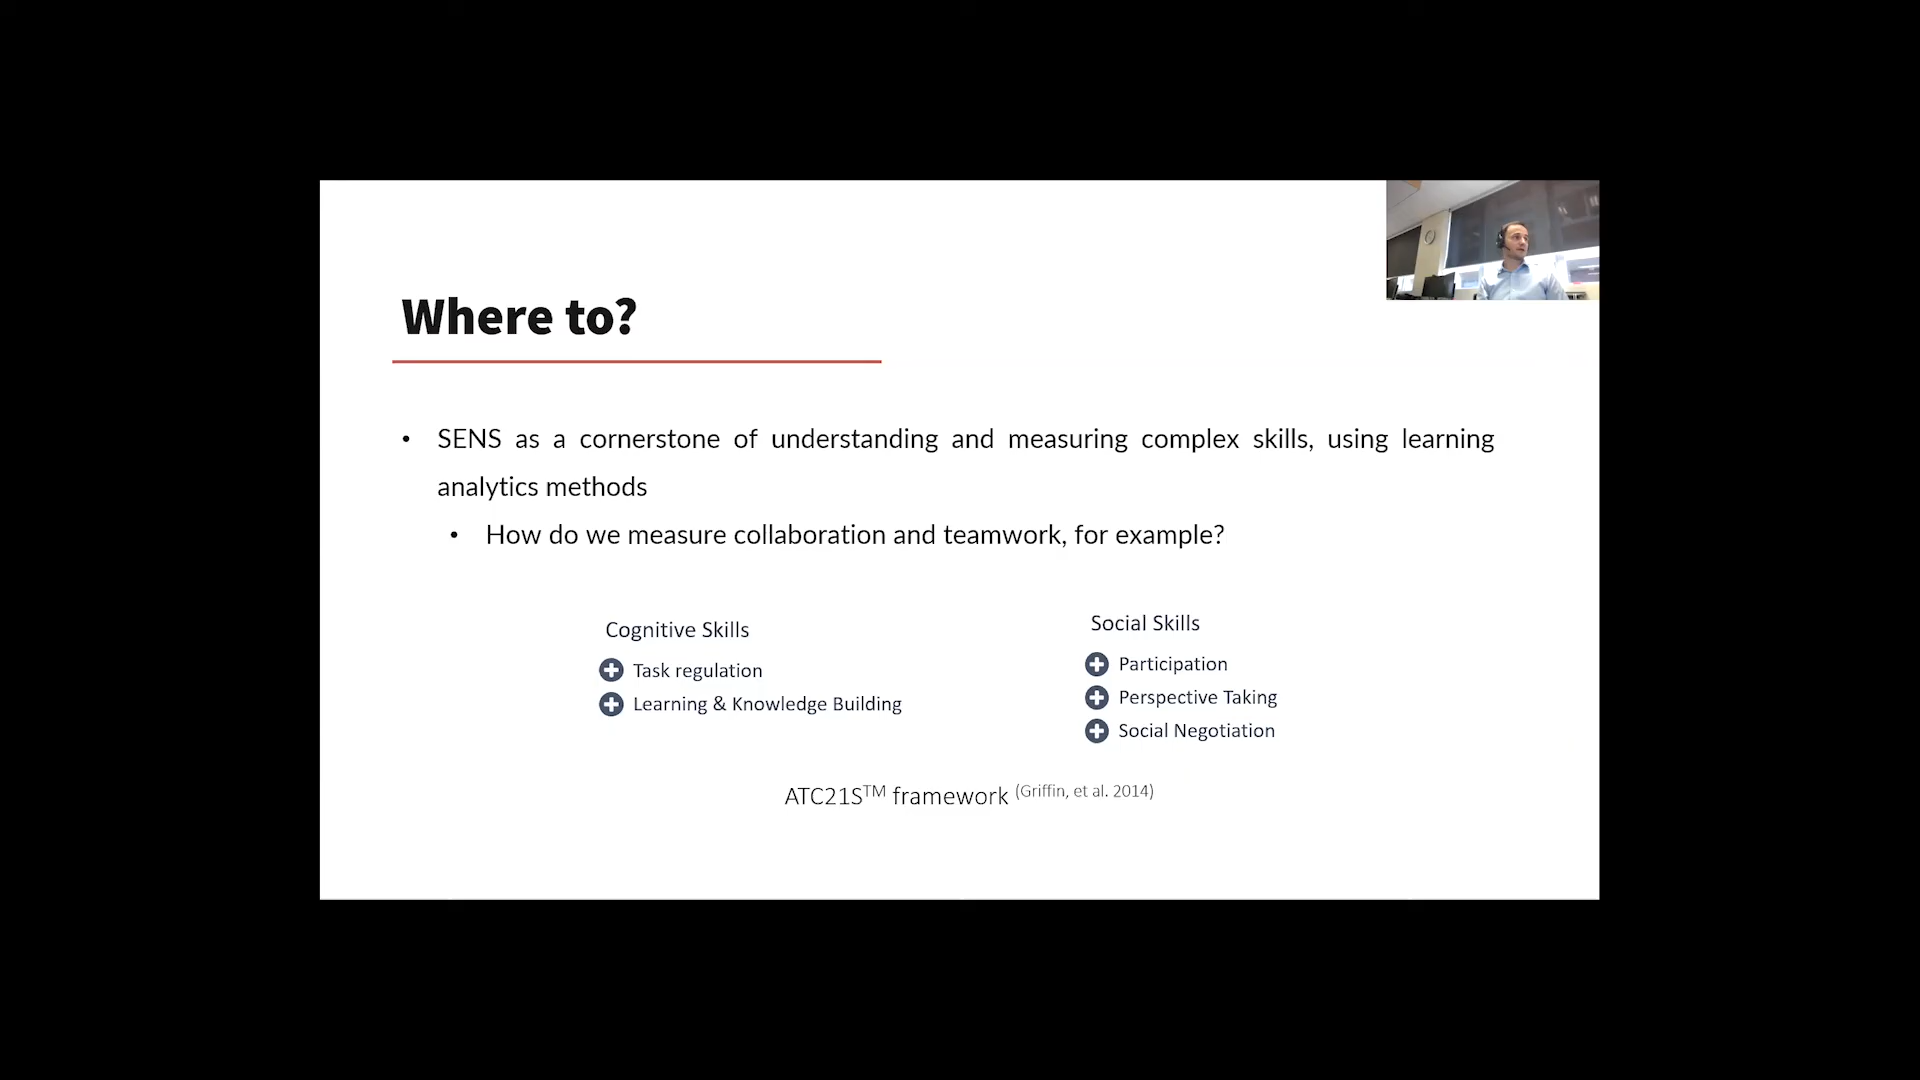 Where to?
• SENS as a cornerstone of understanding and measuring complex skills, using learning
analytics methods
• How do we measure collaboration and teamwork, for example?
Cognitive Skills
Task regulation
Learning & Knowledge Building
Social Skills
Participation
Perspective Taking
Social Negotiation
ATC21S™ framework (Griffin, et al. 2014)